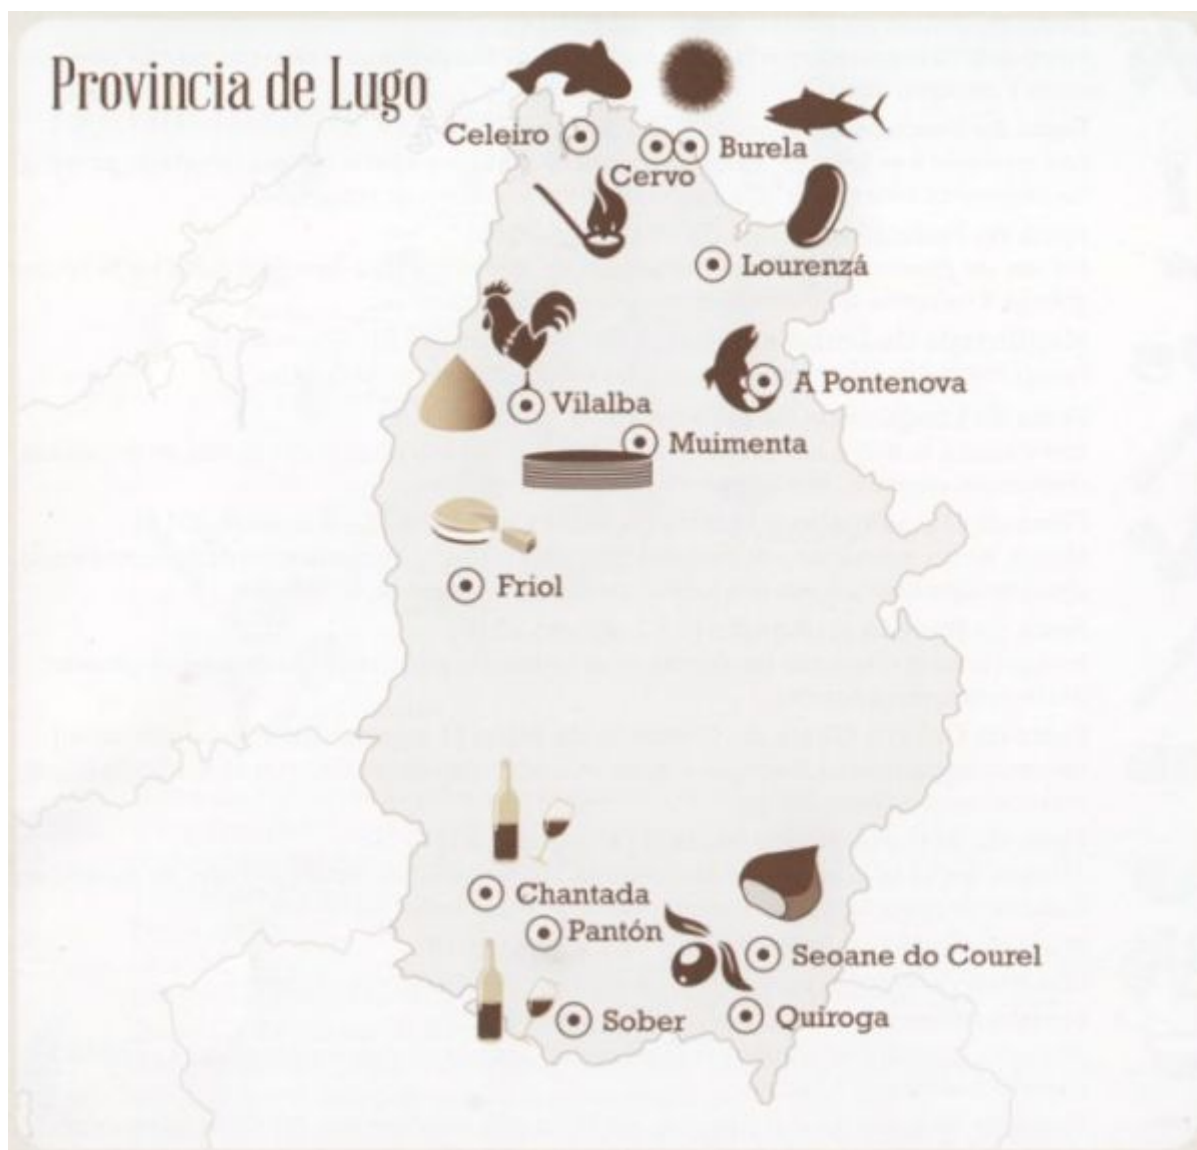 Provincia de Lugo
Celeiro
Burela
Cervo
Lourenzá
A Pontenova
Vilalba
Muimenta
Friol
Chantada
Pantón
Seoane do Courel
Sober
Quiroga